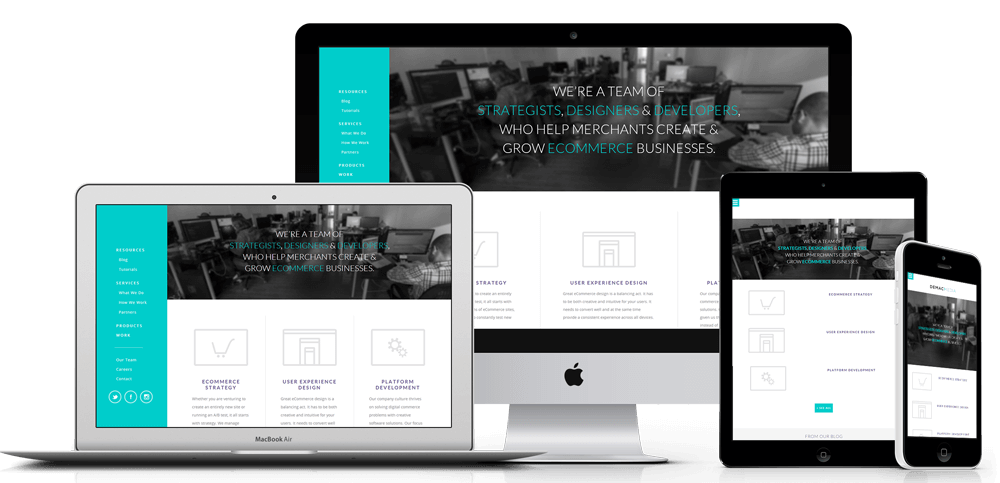 RESOURCES
Blog
Tutorials
SERVICES
What We Do
How We Work
Partners
PRODUCTS
WORK
WE'RE A TEAM OF
STRATEGISTS, DESIGNERS & DEVELOPERS,
WHO HELP MERCHANTS CREATE &
GROW ECOMMERCE BUSINESSES.
STRATEGY
USER EXPERIENCE DESIGN
Great eCommerce design is a balancing act. It has
to be both creative and intuitive for your users. It
needs to convert well and at the same time
provide a consistent experience across all devices.
RESOURCES
Blog
Tutorials
SERVICES
What We Do
How We Work
Partners
PRODUCTS
WORK
Our Team
Careers
Contact
WE'RE A TEAM OF
STRATEGISTS, DESIGNERS & DEVELOPERS,
WHO HELP MERCHANTS CREATE &
GROW ECOMMERCE BUSINESSES.
ECOMMERCE
STRATEGY
Whether you are venturing to
create an entirely new site or
running an A/B test, it all starts
with strategy. We manage
USER EXPERIENCE
DESIGN
Great eCommerce design is a
balancing act. It has to be both
creative and intuitive for your
users. It needs to convert well
PLATFORM
DEVELOPMENT
Our company culture thrives
on solving digital commerce
problems with creative
software solutions. Our focus
MacBook Air
WE'RE A TEAM OF
STRATEGISTS, DESIGNERS & DEVELOPERS,
WHO HELP MERCHANTS CREATE &
GROW ECOMMERCE BUSINESSES.
ECOMMERCE STRATEGY
USER EXPERIENCE DESIGN
PLATFORM DEVELOPMENT
FROM OUR BLOG